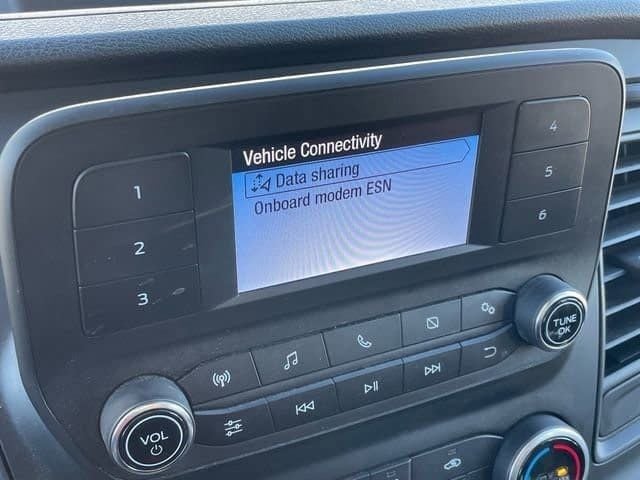 Vehicle Connectivity
Data sharing
Onboard modem ESN
1
2
3
4
5
6
TUNE
OK
VOL